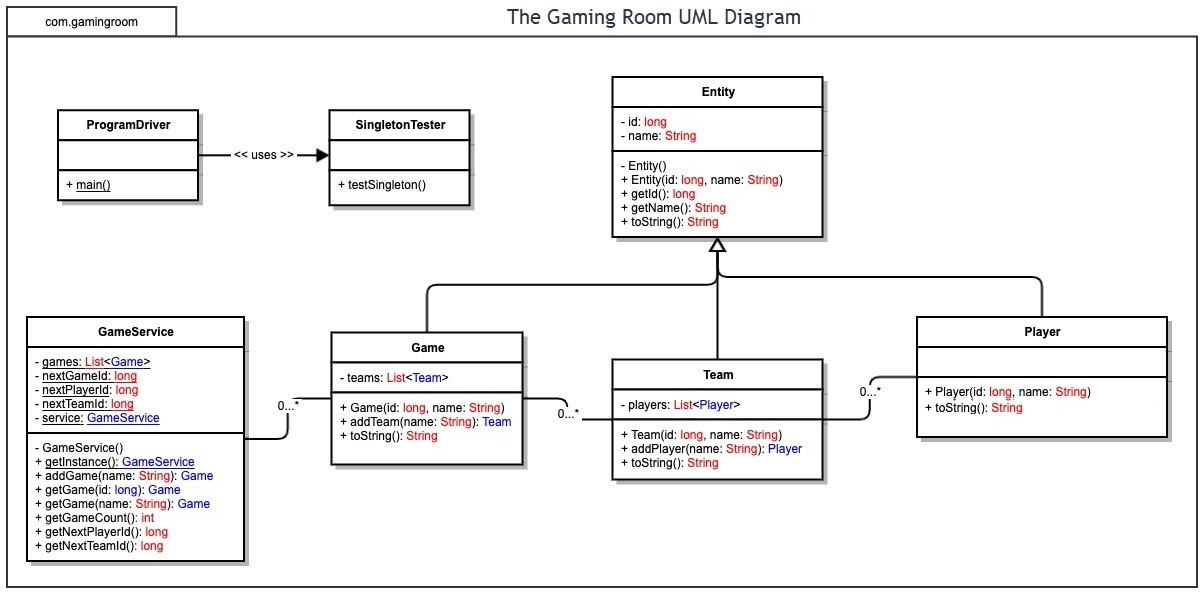 com.gamingroom
The Gaming Room UML Diagram
ProgramDriver
+ main()
<< uses >>
SingletonTester
+ testSingleton()
Entity
- id: long
- name: String
- Entity()
+ Entity(id: long, name: String)
+ getId(): long
+ getName(): String
+ toString(): String
GameService
- games: List<Game>
- nextGameId: long
- nextPlayerId: long
- nextTeamId: long
- service: GameService
- GameService()
+ getInstance(): GameService
+ addGame(name: String): Game
+ getGame(id: long): Game
+ getGame(name: String): Game
+ getGameCount(): int
+ getNextPlayerId(): long
+ getNextTeamId(): long
0...*
Game
- teams: List<Team>
+ Game(id: long, name: String)
+ addTeam(name: String): Team
+ toString(): String
0...*
Team
- players: List<Player>
+ Team(id: long, name: String)
+ addPlayer(name: String): Player
+ toString(): String
0...*
Player
+ Player(id: long, name: String)
+ toString(): String